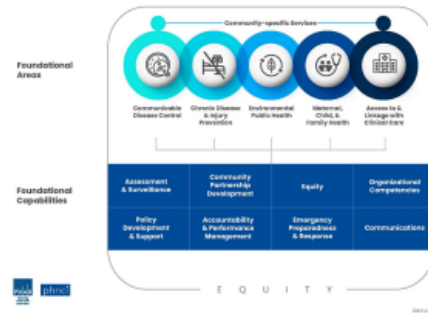 Community-specific Services
Foundational
Areas
Communicable
Disease Control
Chronic Disease
& Injury
Prevention
Environmental
Public Health
Maternal,
Child, &
Family Health
Access to &
Linkage with
Clinical Care
Foundational
Capabilities
Assessment
& Surveillance
Community
Partnership
Development
Equity
Organizational
Competencies
Policy
Development
& Support
Accountability
& Performance
Management
Emergency
Preparedness
& Response
Communications
phnci
E Q U I T Y